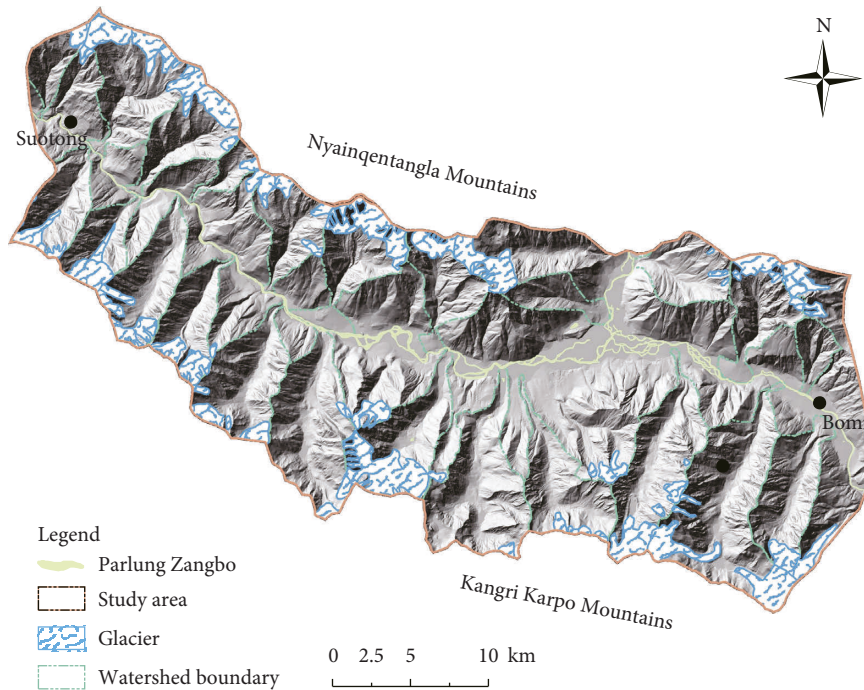 N
Suotong
Nyainqentangla Mountains
Bomi
Legend
Parlung Zangbo
Study area
Glacier
Watershed boundary
Kangri Karpo Mountains
0 2.5 5 10 km